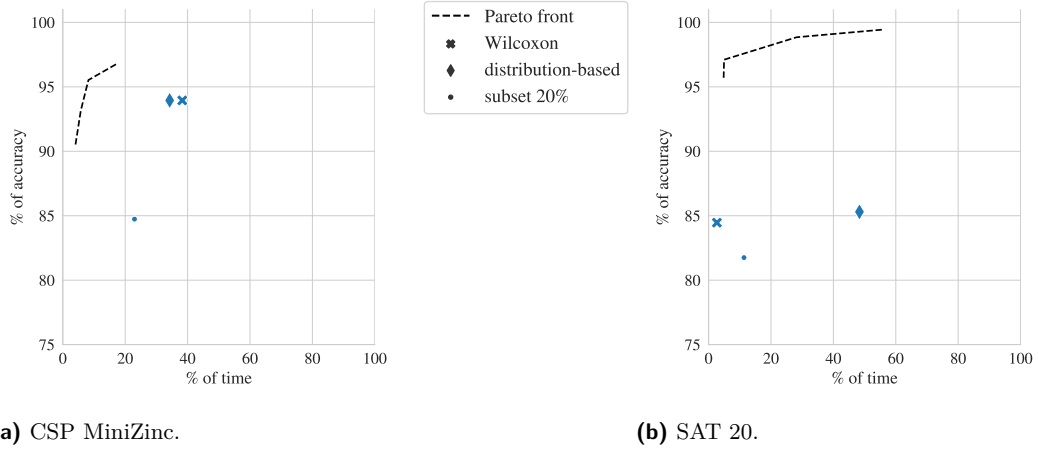 100
95
90
85
80
75
% of accuracy
0 20 40 60 80 100
% of time
Pareto front
Wilcoxon
distribution-based
subset 20%
100
95
90
85
80
75
% of accuracy
0 20 40 60 80 100
% of time
a) CSP MiniZinc.
(b) SAT 20.